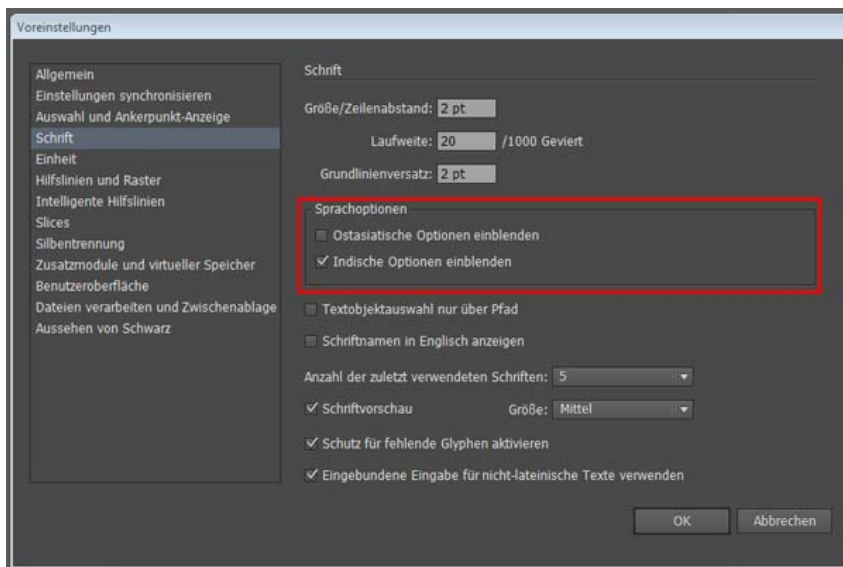 Voreinstellungen
Allgemein
Einstellungen synchronisieren
Auswahl und Ankerpunkt-Anzeige
Schrift
Einheit
Hilfslinien und Raster
Intelligente Hilfslinien
Slices
Silbentrennung
Zusatzmodule und virtueller Speicher
Benutzeroberfläche
Dateien verarbeiten und Zwischenablage
Aussehen von Schwarz
Schrift
Größe/Zeilenabstand: 2 pt
Laufweite: 20 /1000 Geviert
Grundlinienversatz: 2 pt
Sprachoptionen
Ostasiatische Optionen einblenden
Indische Optionen einblenden
Textobjektauswahl nur über Pfad
Schriftnamen in Englisch anzeigen
Anzahl der zuletzt verwendeten Schriften: 5
Schriftvorschau Größe: Mittel
Schutz für fehlende Glyphen aktivieren
Eingebundene Eingabe für nicht-lateinische Texte verwenden
OK Abbrechen